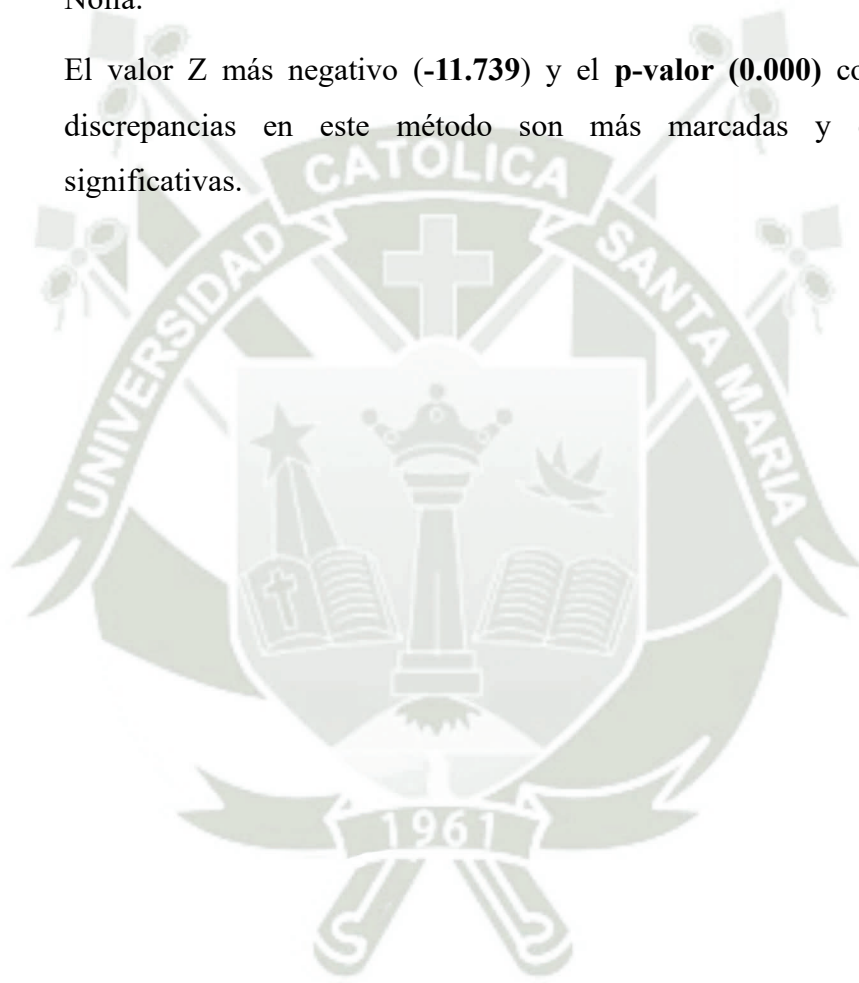 Nolla.
El valor Z más negativo (-11.739) y el p-valor (0.000) co
discrepancias en este método son más marcadas y
significativas.
CATOLICA
UNIVERSIDAD
SANTA MARIA
1961